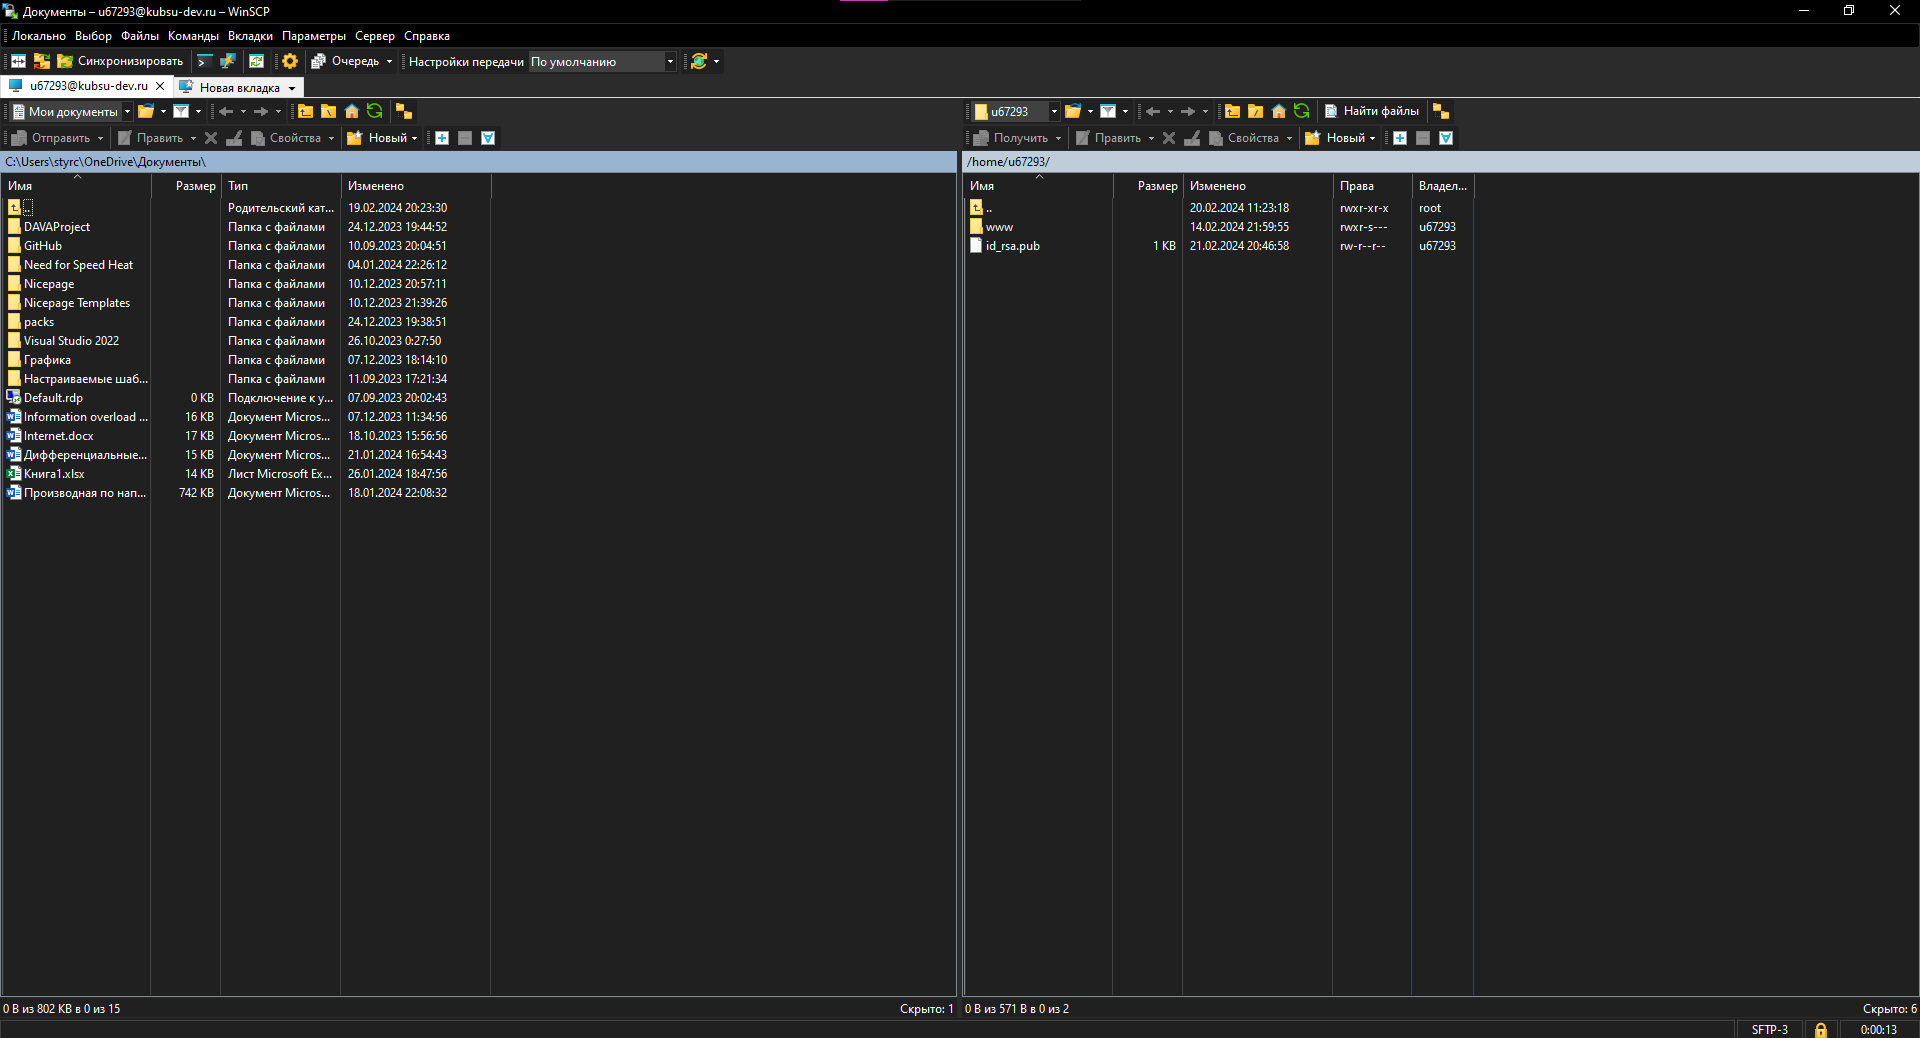 Документы – u67293@kubsu-dev.ru – WinSCP
Локально Выбор Файлы Команды Вкладки Параметры Сервер Справка
Синхронизировать Очередь Настройки передачи По умолчанию
u67293@kubsu-dev.ru Новая вкладка
Мои документы
Отправить Править Свойства Новый
C:\Users\styrc\OneDrive\Документы\
Имя Размер Тип Изменено
.. Родительский кат... 19.02.2024 20:23:30
DAVAProject Папка с файлами 24.12.2023 19:44:52
GitHub Папка с файлами 10.09.2023 20:04:51
Need for Speed Heat Папка с файлами 04.01.2024 22:26:12
Nicepage Папка с файлами 10.12.2023 20:57:11
Nicepage Templates Папка с файлами 10.12.2023 21:39:26
packs Папка с файлами 24.12.2023 19:38:51
Visual Studio 2022 Папка с файлами 26.10.2023 0:27:50
Графика Папка с файлами 07.12.2023 18:14:10
Настраиваемые шаб... Папка с файлами 11.09.2023 17:21:34
Default.rdp 0 KB Подключение к у... 07.09.2023 20:02:43
Information overload ... 16 KB Документ Micros... 07.12.2023 11:34:56
Internet.docx 17 KB Документ Micros... 18.10.2023 15:56:56
Дифференциальные... 15 KB Документ Micros... 21.01.2024 16:54:43
Книга1.xlsx 14 KB Лист Microsoft Ex... 26.01.2024 18:47:56
Производная по нап... 742 KB Документ Micros... 18.01.2024 22:08:32
0 B из 802 KB в 0 из 15 Скрыто: 1
u67293 Найти файлы
Получить Править Свойства Новый
/home/u67293/
Имя Размер Изменено Права Владел...
.. 20.02.2024 11:23:18 rwxr-xr-x root
www 14.02.2024 21:59:55 rwxr-s--- u67293
id_rsa.pub 1 KB 21.02.2024 20:46:58 rw-r--r-- u67293
0 B из 571 B в 0 из 2 Скрыто: 6
SFTP-3 0:00:13